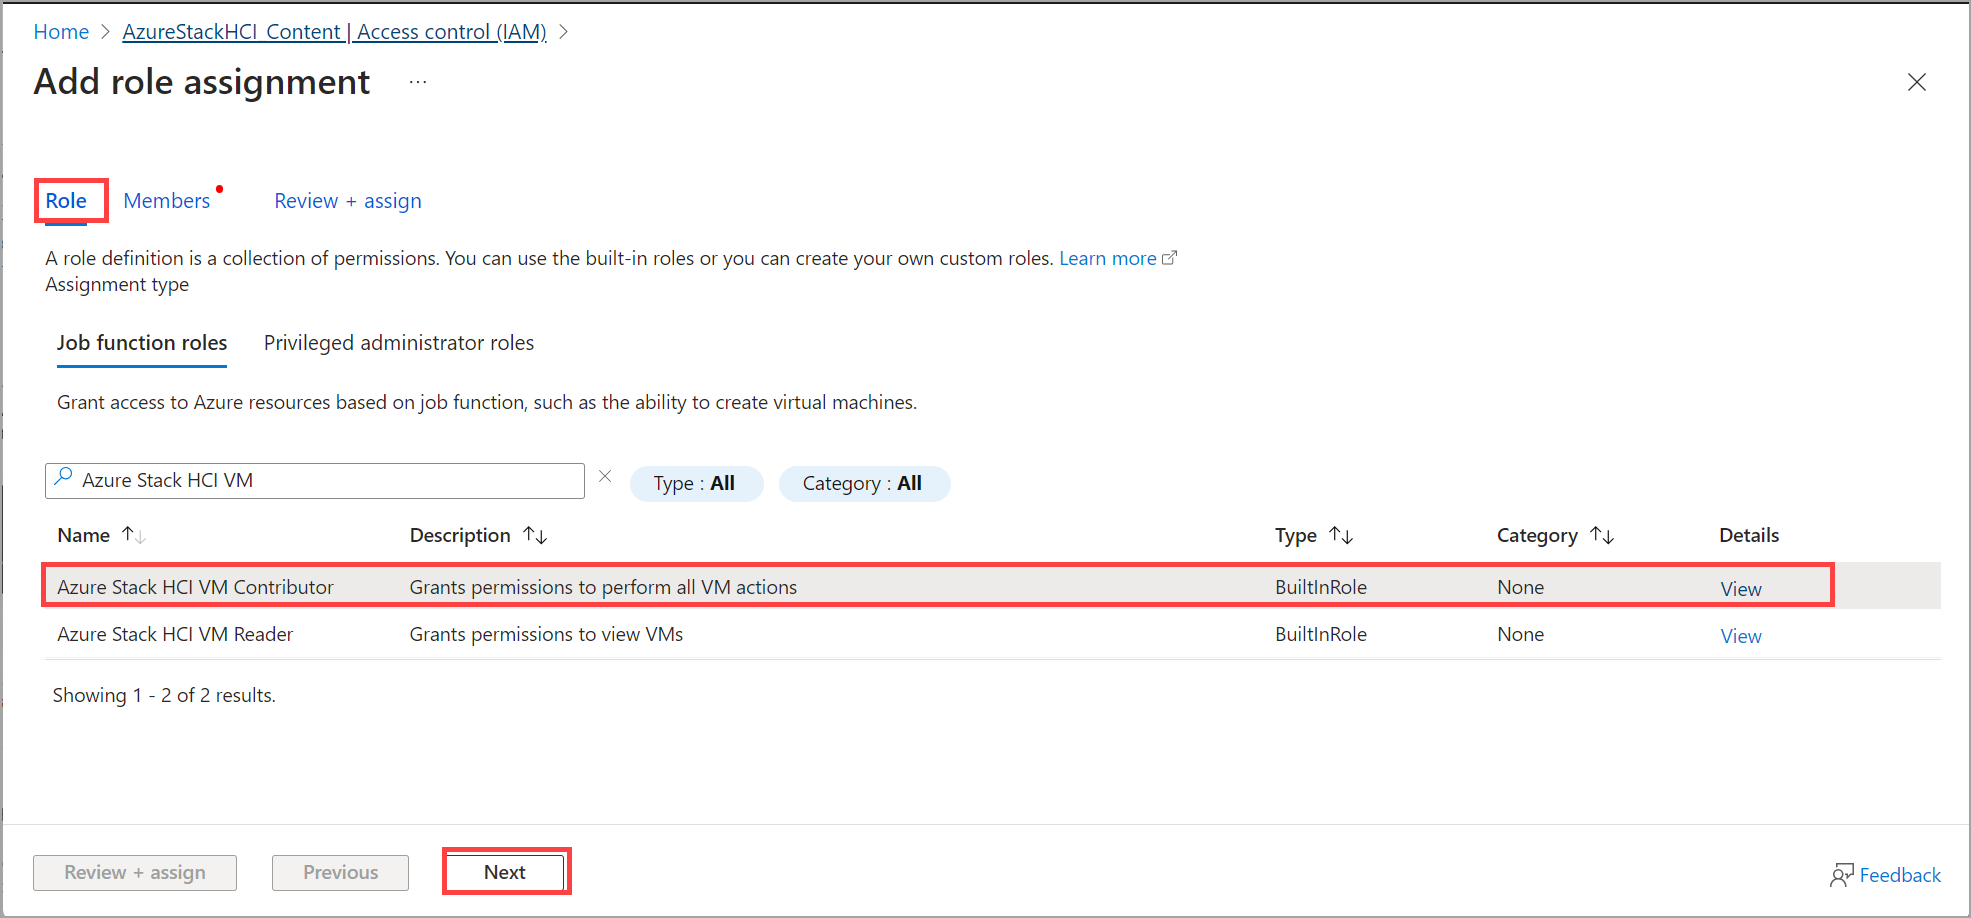 Home > AzureStackHCI_Content | Access control (IAM) >
Add role assignment ...
Role Members Review + assign
A role definition is a collection of permissions. You can use the built-in roles or you can create your own custom roles. Learn more
Assignment type
Job function roles Privileged administrator roles
Grant access to Azure resources based on job function, such as the ability to create virtual machines.
Azure Stack HCI VM Type : All Category : All
Name Description Type Category Details
Azure Stack HCI VM Contributor Grants permissions to perform all VM actions BuiltInRole None View
Azure Stack HCI VM Reader Grants permissions to view VMs BuiltInRole None View
Showing 1 - 2 of 2 results.
Review + assign Previous Next Feedback